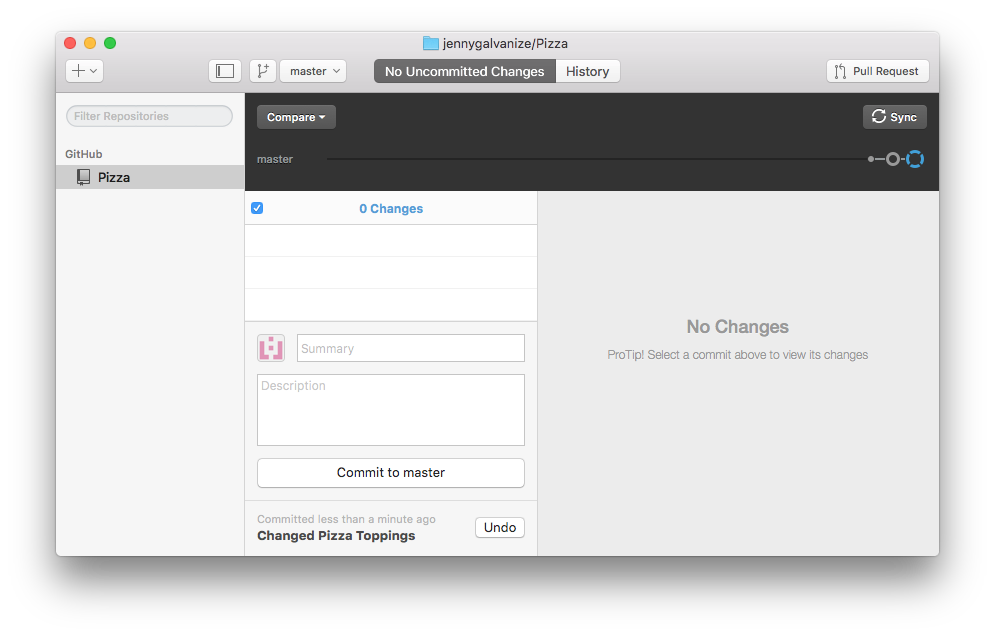 jennygalvanize/Pizza
master
No Uncommitted Changes
History
Pull Request
Filter Repositories
GitHub
Pizza
Compare
Sync
master
0 Changes
Summary
Description
Commit to master
Committed less than a minute ago
Changed Pizza Toppings
Undo
No Changes
ProTip! Select a commit above to view its changes